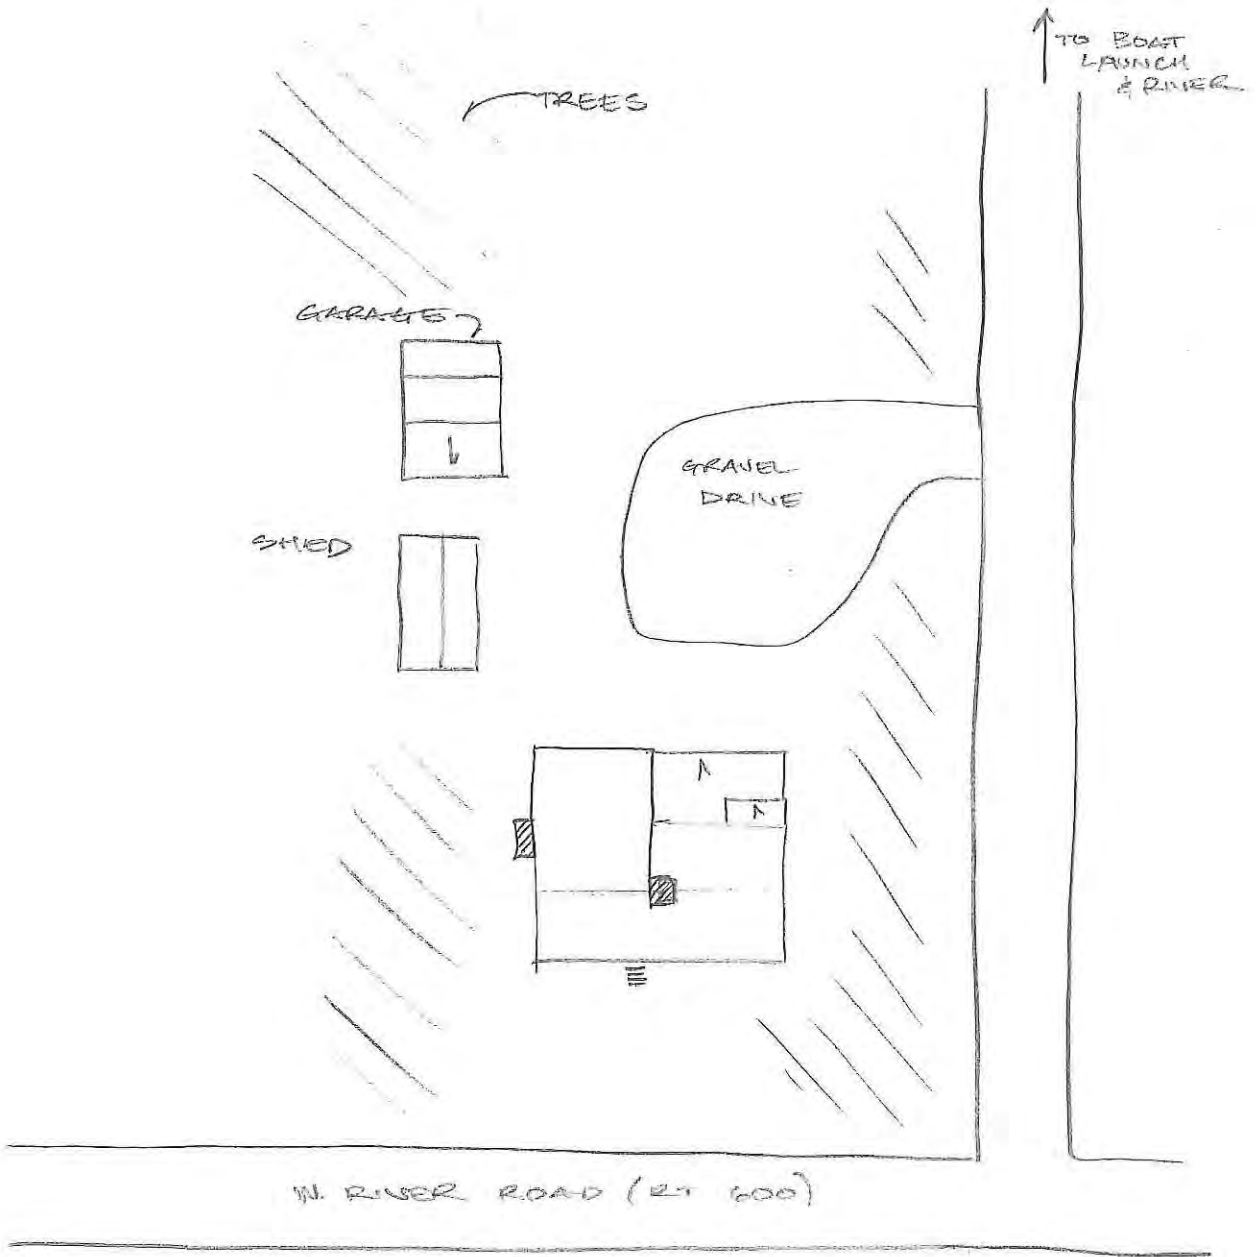 TO BOAT
LAUNCH
& RIVER
TREES
GARAGE
GRAVEL
DRIVE
SHED
W. RIVER ROAD (RT 600)